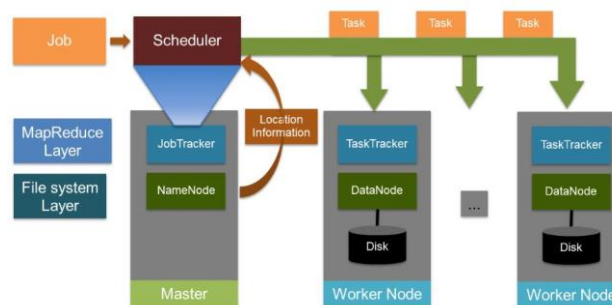 Job
Scheduler
Task
Task
Task
Location
Information
MapReduce
Layer
JobTracker
TaskTracker
TaskTracker
File system
Layer
NameNode
DataNode
DataNode
...
Disk
Disk
Master
Worker Node
Worker Node